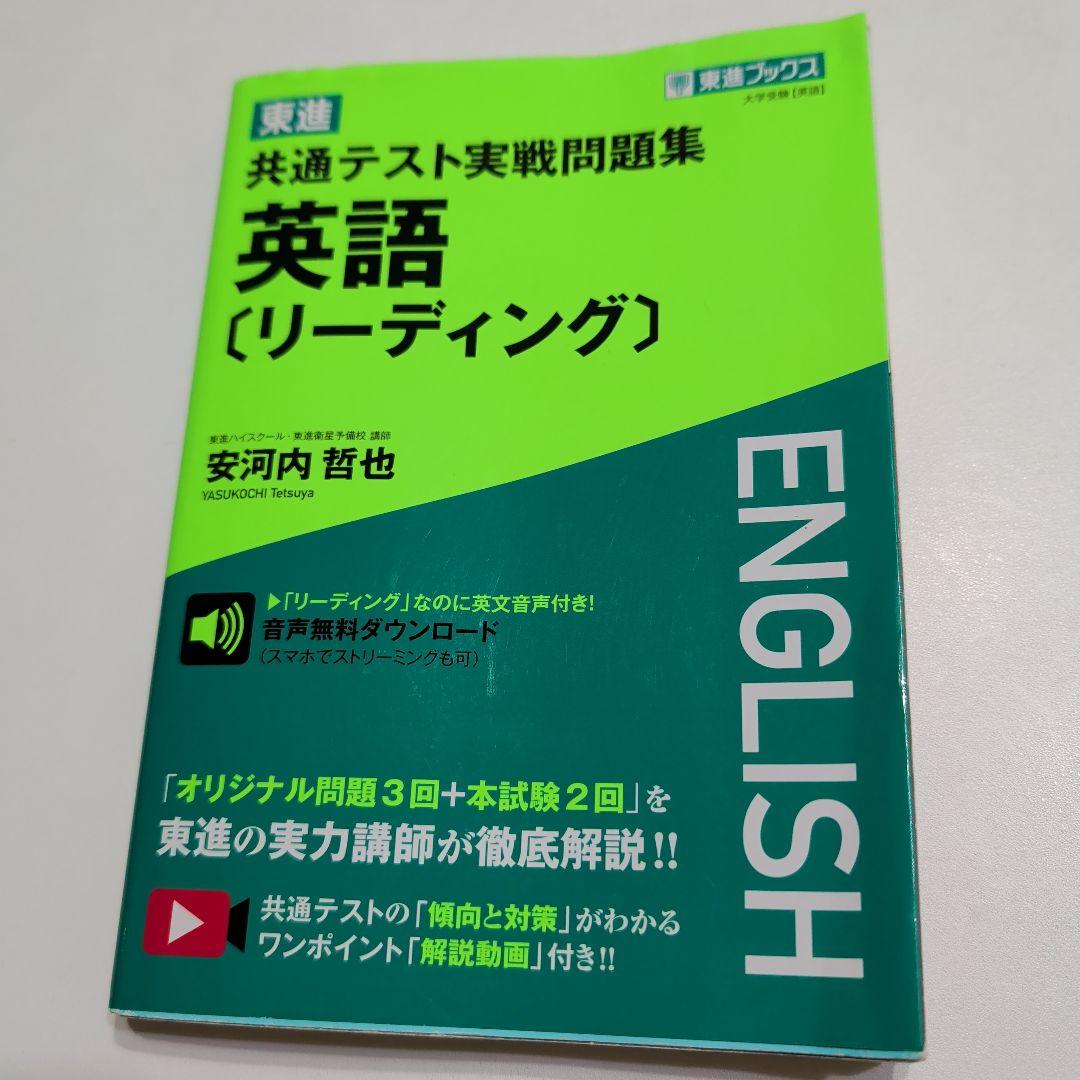 東進
東進ブックス
大学受験【英語】
共通テスト実戦問題集
英語
〔リーディング〕
東進ハイスクール・東進衛星予備校 講師
安河内 哲也
YASUKOCHI Tetsuya
ENGLISH
▶「リーディング」なのに英文音声付き!
音声無料ダウンロード
(スマホでストリーミングも可)
「オリジナル問題3回+本試験2回」を
東進の実力講師が徹底解説!!
共通テストの「傾向と対策」がわかる
ワンポイント「解説動画」付き!!